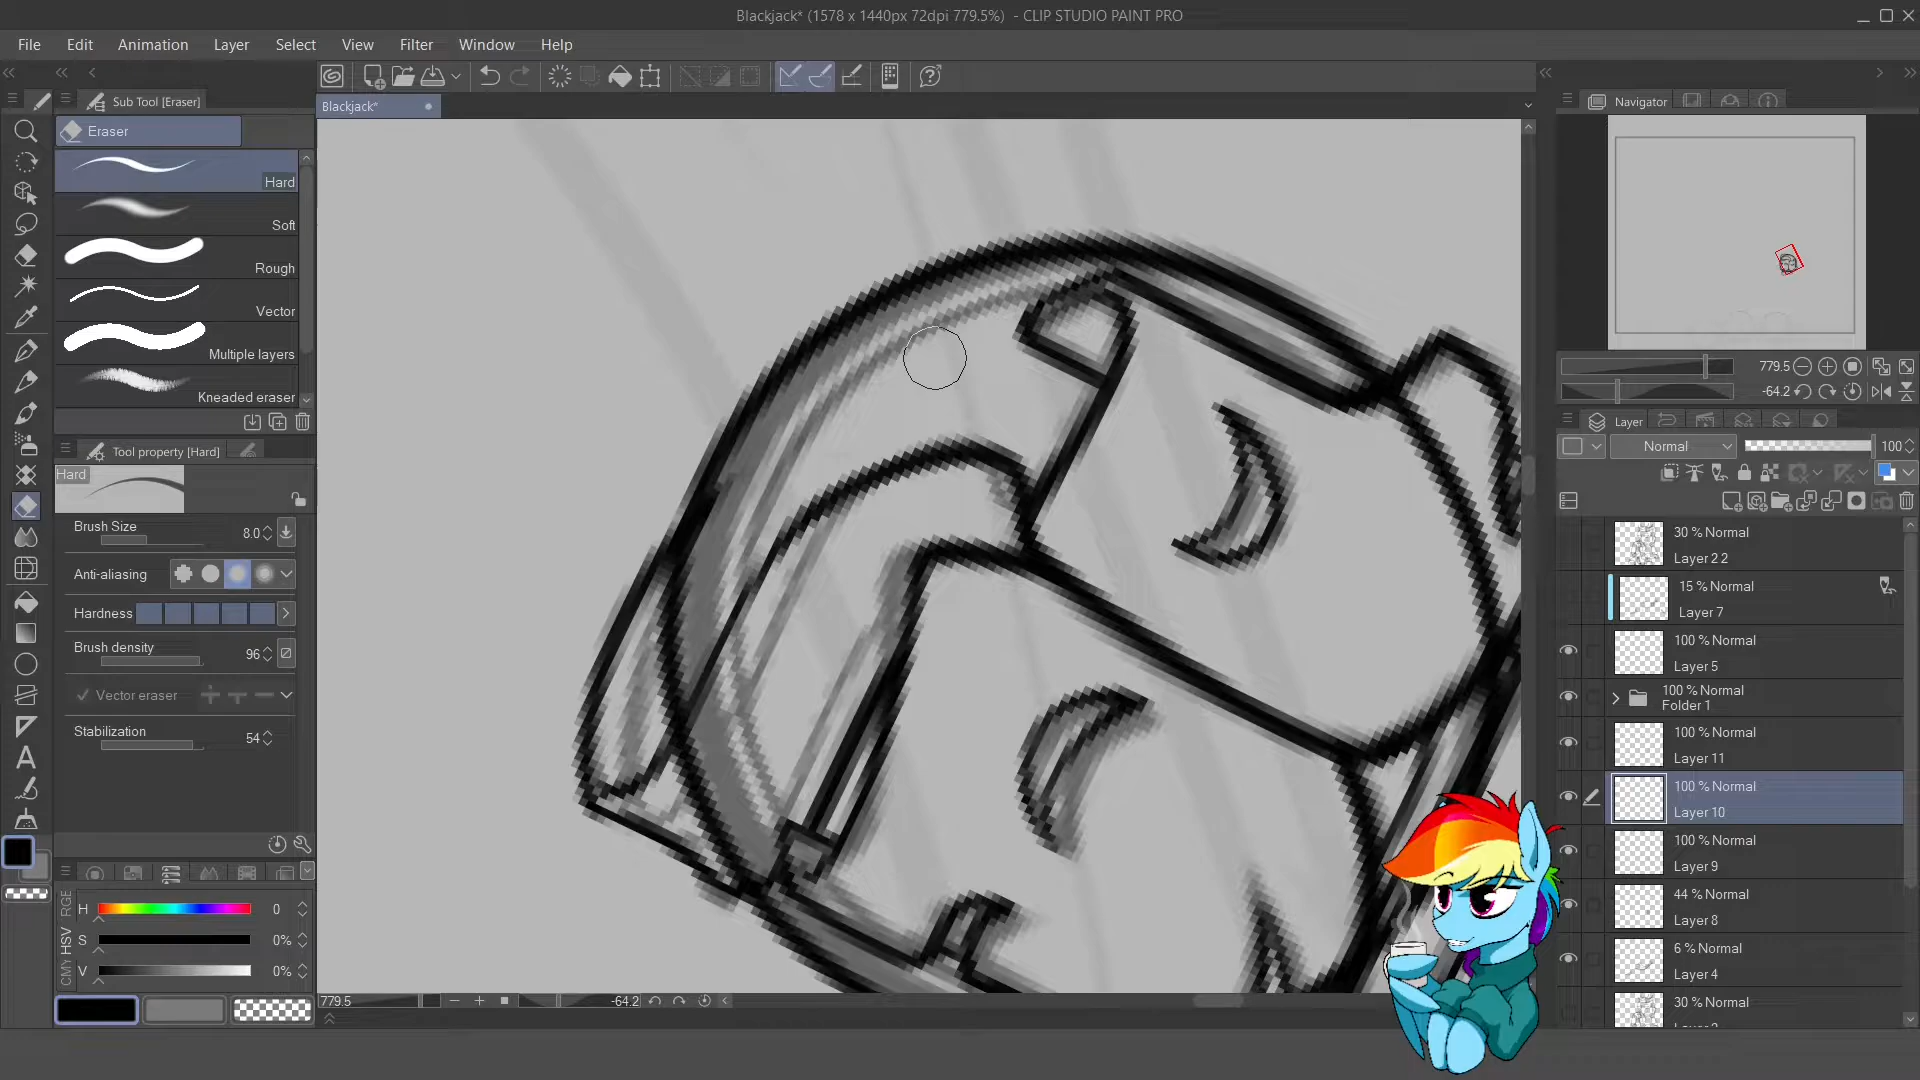 Blackjack* (1578 x 1440px 72dpi 779.5%) - CLIP STUDIO PAINT PRO
File Edit Animation Layer Select View Filter Window Help
Sub Tool [Eraser]
Blackjack*
Navigator
Eraser
Hard
Soft
Rough
Vector
Multiple layers
Kneaded eraser
779.5
-64.2
Layer
Normal 100
Tool property [Hard]
Hard
Brush Size 8.0
Anti-aliasing
Hardness
Brush density 96
Vector eraser
Stabilization 54
30 % Normal
Layer 2 2
15 % Normal
Layer 7
100 % Normal
Layer 5
100 % Normal
Folder 1
100 % Normal
Layer 11
100 % Normal
Layer 10
100 % Normal
Layer 9
44 % Normal
Layer 8
6 % Normal
Layer 4
30 % Normal
RGE
HSV
CMY
H 0
S 0%
V 0%
779.5 -64.2